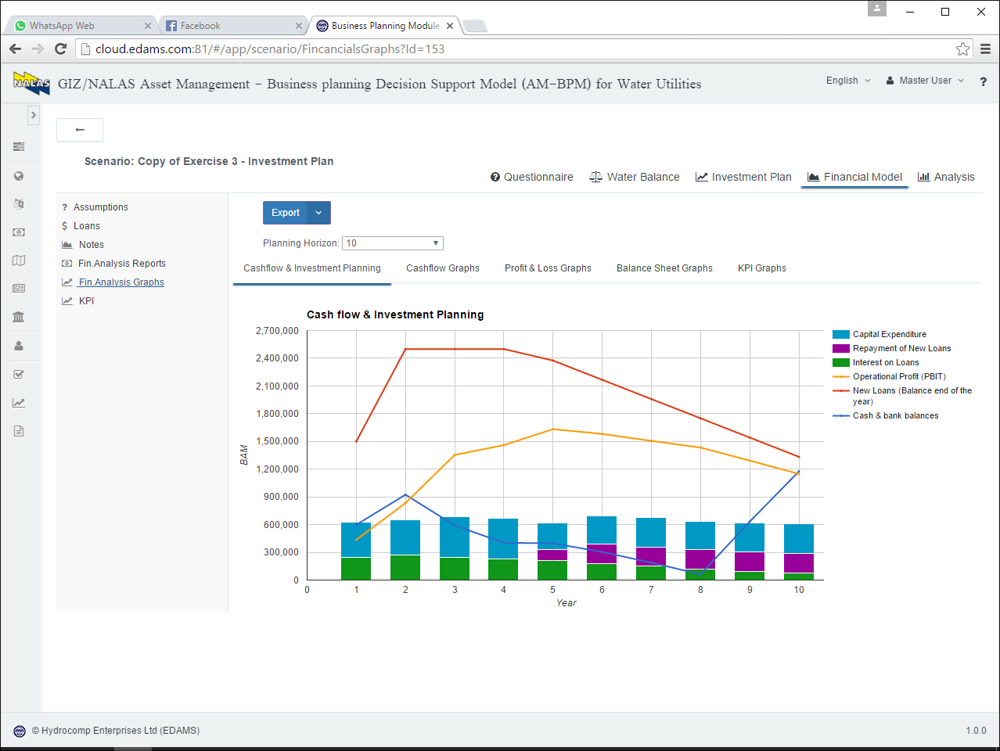 WhatsApp Web
Facebook
Business Planning Module
cloud.edams.com:81/#/app/scenario/FincancialsGraphs?Id=153
NALAS
GIZ/NALAS Asset Management - Business planning Decision Support Model (AM-BPM) for Water Utilities
English
Master User
?
Scenario: Copy of Exercise 3 - Investment Plan
Questionnaire
Water Balance
Investment Plan
Financial Model
Analysis
? Assumptions
$ Loans
Notes
Fin.Analysis Reports
Fin.Analysis Graphs
KPI
Export
Planning Horizon: 10
Cashflow & Investment Planning
Cashflow Graphs
Profit & Loss Graphs
Balance Sheet Graphs
KPI Graphs
Cash flow & Investment Planning
2,700,000
2,400,000
2,100,000
1,800,000
1,500,000
1,200,000
900,000
600,000
300,000
0
BAM
0 1 2 3 4 5 6 7 8 9 10
Year
Capital Expenditure
Repayment of New Loans
Interest on Loans
Operational Profit (PBIT)
New Loans (Balance end of the
year)
Cash & bank balances
© Hydrocomp Enterprises Ltd (EDAMS)
1.0.0